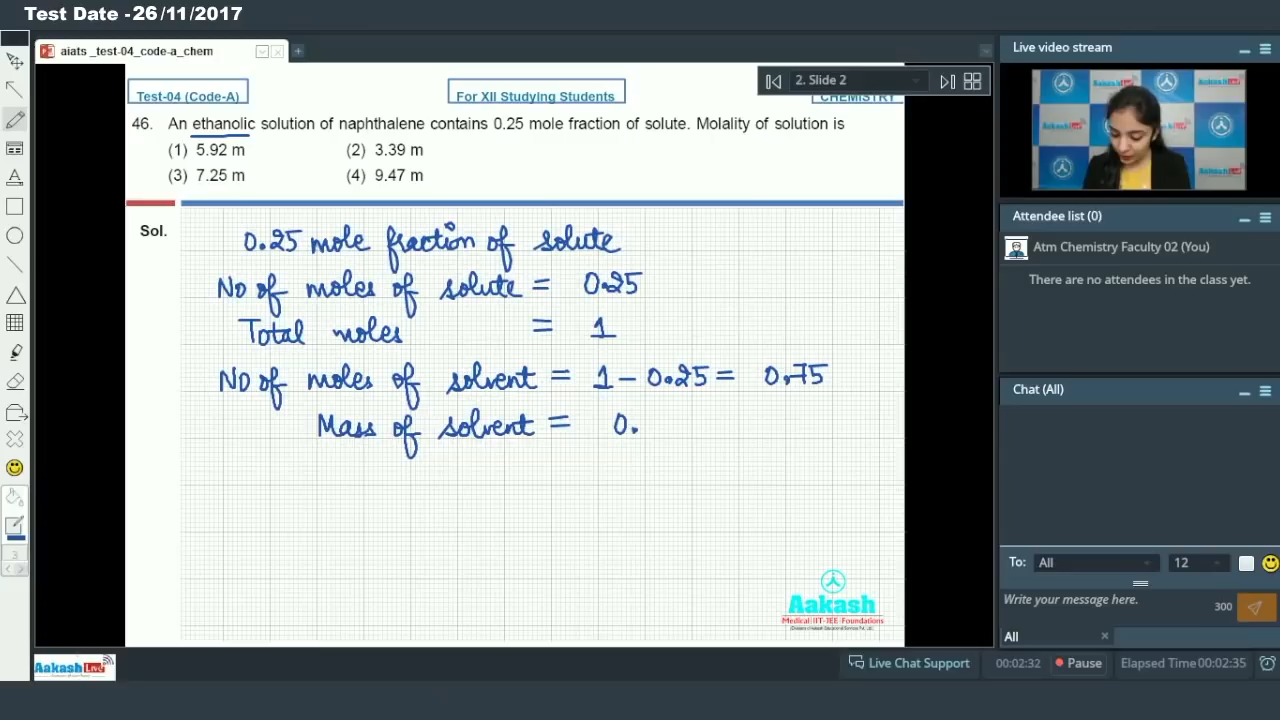 Test Date -26/11/2017
aiats _test-04_code-a_chem
2. Slide 2
Test-04 (Code-A)
For XII Studying Students
CHEMISTRY
46. An ethanolic solution of naphthalene contains 0.25 mole fraction of solute. Molality of solution is
(1) 5.92 m
(2) 3.39 m
(3) 7.25 m
(4) 9.47 m
Sol.
0.25 mole fraction of solute
No of moles of solute = 0.25
Total moles = 1
No of moles of solvent = 1 - 0.25 = 0.75
Mass of solvent = 0.
Aakash
Medical|IIT-JEE|Foundations
Live video stream
Attendee list (0)
Atm Chemistry Faculty 02 (You)
There are no attendees in the class yet.
Chat (All)
To: All 12
Write your message here.
300
All
3
Aakash Live
Live Chat Support
00:02:32
Pause
Elapsed Time 00:02:35